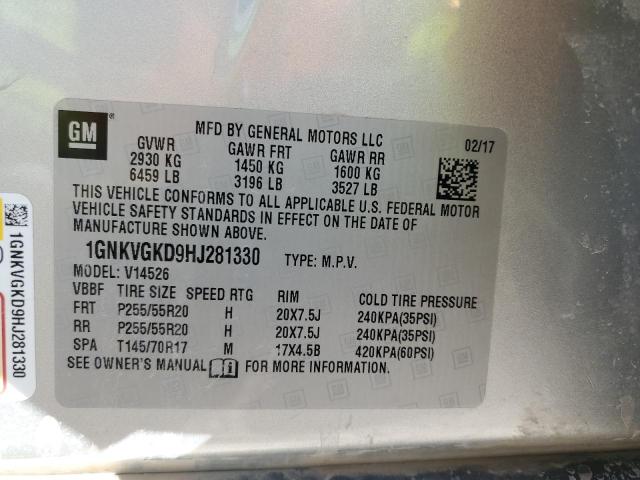 GM
MFD BY GENERAL MOTORS LLC 02/17
GVWR GAWR FRT GAWR RR
2930 KG 1450 KG 1600 KG
6459 LB 3196 LB 3527 LB
THIS VEHICLE CONFORMS TO ALL APPLICABLE U.S. FEDERAL MOTOR
VEHICLE SAFETY STANDARDS IN EFFECT ON THE DATE OF
MANUFACTURE SHOWN ABOVE.
1GNKVGKD9HJ281330 TYPE: M.P.V.
MODEL: V14526
VBBF TIRE SIZE SPEED RTG RIM COLD TIRE PRESSURE
FRT P255/55R20 H 20X7.5J 240KPA(35PSI)
RR P255/55R20 H 20X7.5J 240KPA(35PSI)
SPA T145/70R17 M 17X4.5B 420KPA(60PSI)
SEE OWNER'S MANUAL FOR MORE INFORMATION.
1GNKVGKD9HJ281330